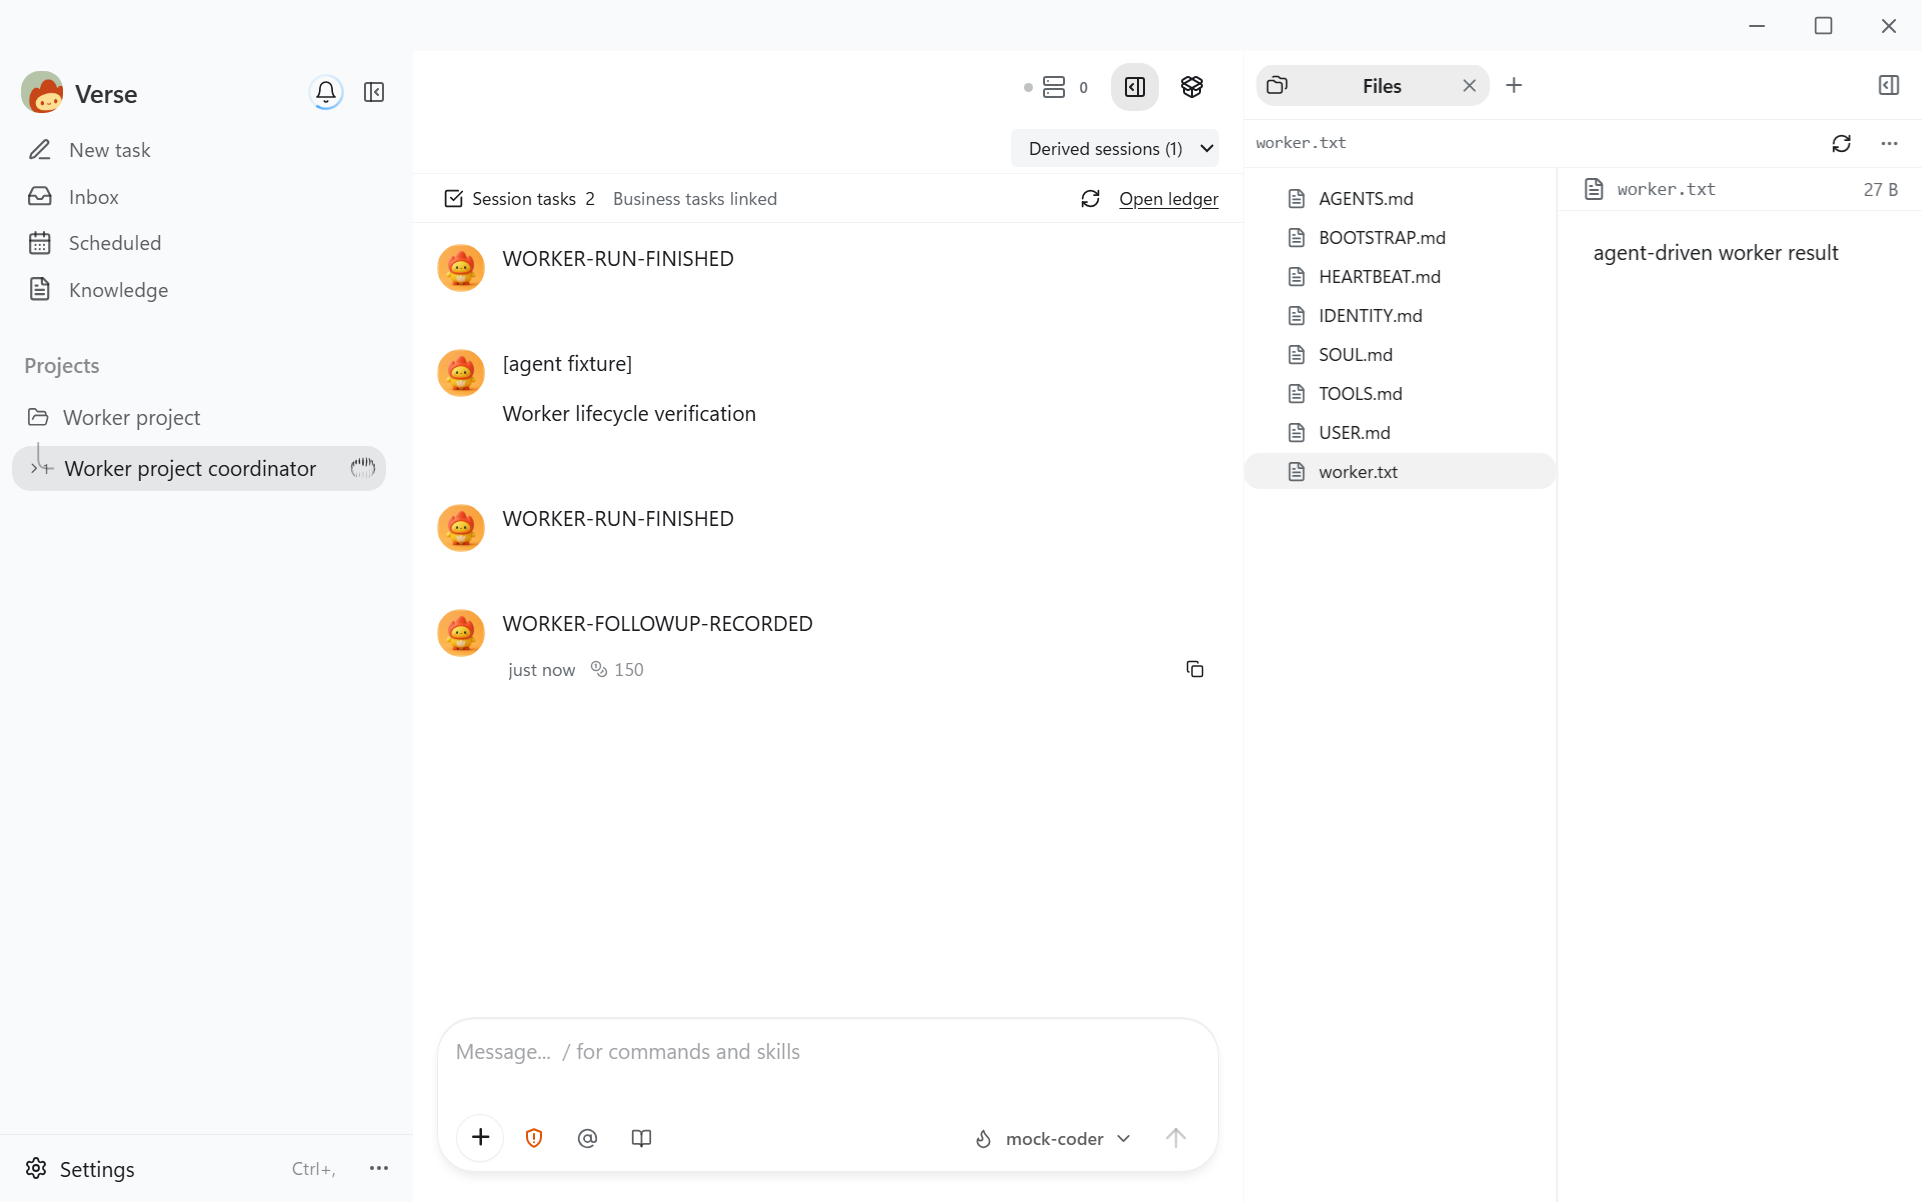 Verse
New task
Inbox
Scheduled
Knowledge
Projects
Worker project
Worker project coordinator
Settings
Ctrl+,
0
Derived sessions (1)
Session tasks 2 Business tasks linked
Open ledger
WORKER-RUN-FINISHED
[agent fixture]
Worker lifecycle verification
WORKER-RUN-FINISHED
WORKER-FOLLOWUP-RECORDED
just now 150
Message... / for commands and skills
mock-coder
Files
worker.txt
AGENTS.md
BOOTSTRAP.md
HEARTBEAT.md
IDENTITY.md
SOUL.md
TOOLS.md
USER.md
worker.txt
worker.txt 27 B
agent-driven worker result